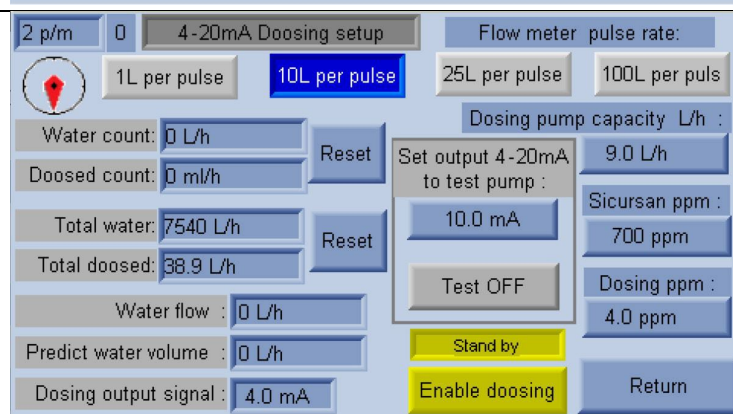 2 p/m
0
4-20mA Doosing setup
Flow meter pulse rate:
1L per pulse
10L per pulse
25L per pulse
100L per puls
Water count: 0 L/h
Doosed count: 0 ml/h
Reset
Set output 4-20mA
to test pump :
10.0 mA
Test OFF
Dosing pump capacity L/h :
9.0 L/h
Sicursan ppm :
700 ppm
Dosing ppm :
4.0 ppm
Total water: 7540 L/h
Total doosed: 38.9 L/h
Reset
Water flow : 0 L/h
Predict water volume : 0 L/h
Dosing output signal : 4.0 mA
Stand by
Enable doosing
Return